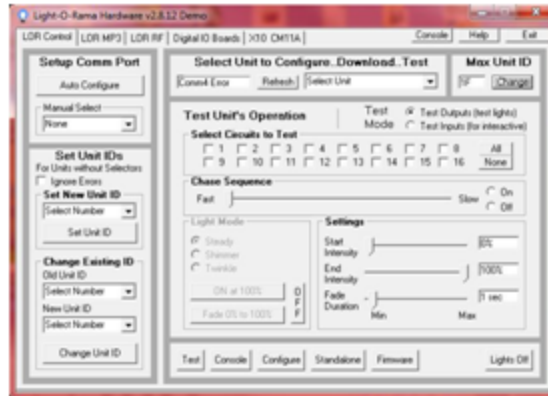 Light-O-Rama Hardware v2.8.12 Demo
LOR Control LOR MP3 LOR RF Digital IO Boards X10 CM11A Console Help Exit
Setup Comm Port
Auto Configure
Manual Select
None
Set Unit IDs
For Units without Selectors
Ignore Errors
Set New Unit ID
Select Number
Set Unit ID
Change Existing ID
Old Unit ID
Select Number
New Unit ID
Select Number
Change Unit ID
Select Unit to Configure..Download..Test
Comm4 Error Refresh Select Unit
Max Unit ID
Change
Test Unit's Operation
Test Mode
Test Outputs (test lights)
Test Inputs (for interactive)
Select Circuits to Test
1 2 3 4 5 6 7 8 All
9 10 11 12 13 14 15 16 None
Chase Sequence
Fast Slow
On
Off
Light Mode
Steady
Shimmer
Twinkle
ON at 100%
Fade 0% to 100%
OFF
Settings
Start Intensity 0%
End Intensity 100%
Fade Duration 1 sec
Min Max
Test Console Configure Standalone Firmware Lights Off